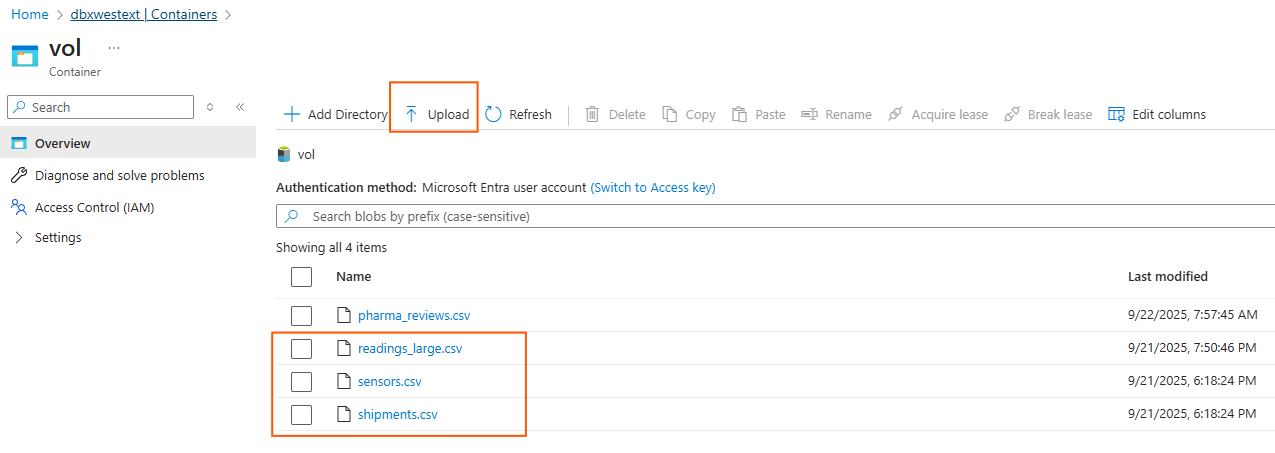 Home > dbxwestext | Containers >
vol ...
Container
Search
Overview
Diagnose and solve problems
Access Control (IAM)
Settings
Add Directory Upload Refresh Delete Copy Paste Rename Acquire lease Break lease Edit columns
vol
Authentication method: Microsoft Entra user account (Switch to Access key)
Search blobs by prefix (case-sensitive)
Showing all 4 items
Name Last modified
pharma_reviews.csv 9/22/2025, 7:57:45 AM
readings_large.csv 9/21/2025, 7:50:46 PM
sensors.csv 9/21/2025, 6:18:24 PM
shipments.csv 9/21/2025, 6:18:24 PM